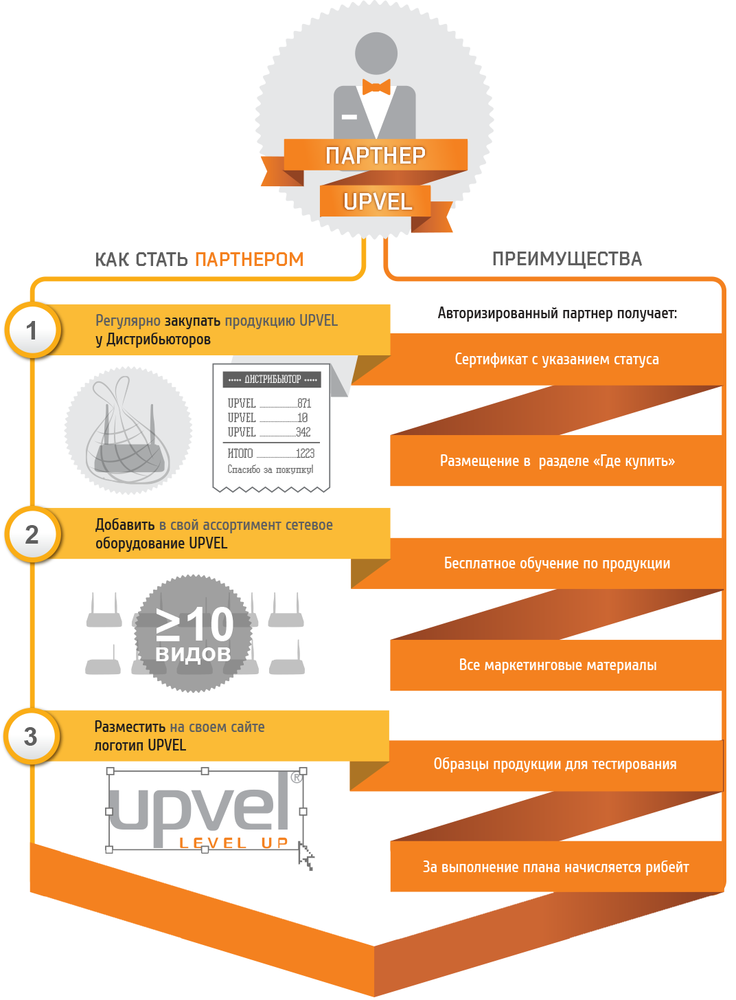 ПАРТНЕР
UPVEL
КАК СТАТЬ ПАРТНЕРОМ
1
Регулярно закупать продукцию UPVEL
у Дистрибьюторов
••••• ДИСТРИБЬЮТОР •••••
UPVEL ........................871
UPVEL ........................10
UPVEL .......................342
ИТОГО .........................1223
Спасибо за покупку!
2
Добавить в свой ассортимент сетевое
оборудование UPVEL
≥10
видов
3
Разместить на своем сайте
логотип UPVEL
upvel®
LEVEL UP
ПРЕИМУЩЕСТВА
Авторизированный партнер получает:
Сертификат с указанием статуса
Размещение в разделе «Где купить»
Бесплатное обучение по продукции
Все маркетинговые материалы
Образцы продукции для тестирования
За выполнение плана начисляется рибейт